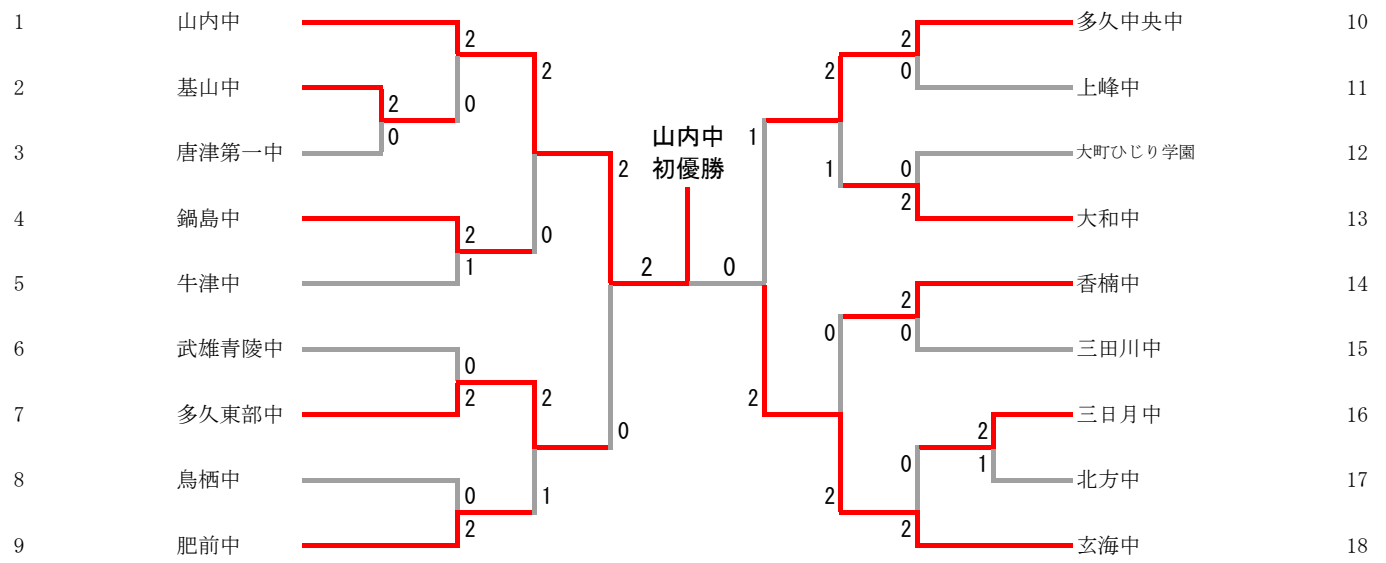 1 山内中 2 多久中央中 10
2 2 2
2 基山中 2 0 0 上峰中 11
0 山内中 1
3 唐津第一中 2 初優勝 1 0 大町ひじり学園 12
4 鍋島中 2 0 2 大和中 13
1 2 0
5 牛津中 2 香楠中 14
6 武雄青陵中 0 0 0 三田川中 15
7 多久東部中 2 2 0 2 2 三日月中 16
0 1
8 鳥栖中 0 1 2 北方中 17
9 肥前中 2 2 玄海中 18